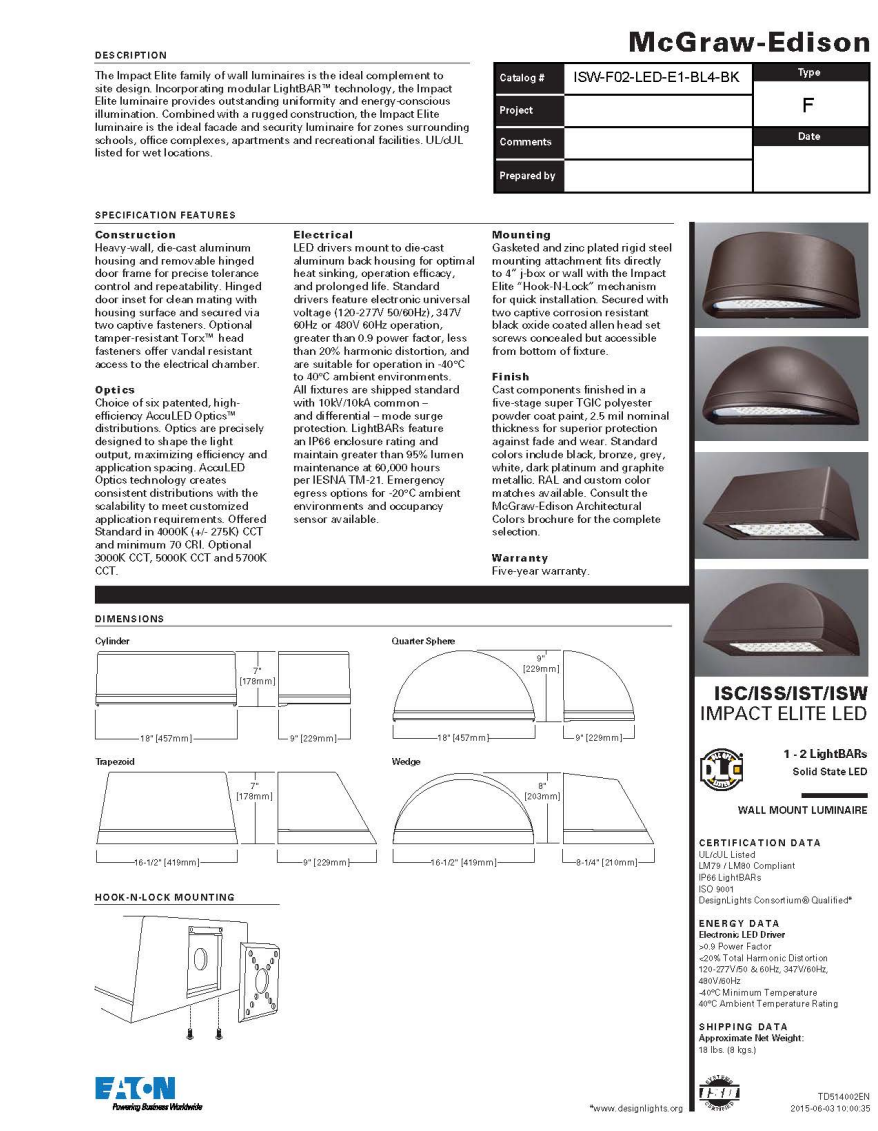 McGraw-Edison
DESCRIPTION
The Impact Elite family of wall luminaires is the ideal complement to
site design. Incorporating modular LightBAR™ technology, the Impact
Elite luminaire provides outstanding uniformity and energy-conscious
illumination. Combined with a rugged construction, the Impact Elite
luminaire is the ideal facade and security luminaire for zones surrounding
schools, office complexes, apartments and recreational facilities. UL/cUL
listed for wet locations.
Catalog # ISW-F02-LED-E1-BL4-BK Type
Project F
Comments Date
Prepared by
SPECIFICATION FEATURES
Construction
Heavy-wall, die-cast aluminum
housing and removable hinged
door frame for precise tolerance
control and repeatability. Hinged
door inset for clean mating with
housing surface and secured via
two captive fasteners. Optional
tamper-resistant Torx™ head
fasteners offer vandal resistant
access to the electrical chamber.
Optics
Choice of six patented, high-
efficiency AccuLED Optics™
distributions. Optics are precisely
designed to shape the light
output, maximizing efficiency and
application spacing. AccuLED
Optics technology creates
consistent distributions with the
scalability to meet customized
application requirements. Offered
Standard in 4000K (+/- 275K) CCT
and minimum 70 CRI. Optional
3000K CCT, 5000K CCT and 5700K
CCT.
Electrical
LED drivers mount to die-cast
aluminum back housing for optimal
heat sinking, operation efficacy,
and prolonged life. Standard
drivers feature electronic universal
voltage (120-277V 50/60Hz), 347V
60Hz or 480V 60Hz operation,
greater than 0.9 power factor, less
than 20% harmonic distortion, and
are suitable for operation in -40°C
to 40°C ambient environments.
All fixtures are shipped standard
with 10kV/10kA common –
and differential – mode surge
protection. LightBARs feature
an IP66 enclosure rating and
maintain greater than 95% lumen
maintenance at 60,000 hours
per IESNA TM-21. Emergency
egress options for -20°C ambient
environments and occupancy
sensor available.
Mounting
Gasketed and zinc plated rigid steel
mounting attachment fits directly
to 4" j-box or wall with the Impact
Elite "Hook-N-Lock" mechanism
for quick installation. Secured with
two captive corrosion resistant
black oxide coated allen head set
screws concealed but accessible
from bottom of fixture.
Finish
Cast components finished in a
five-stage super TGIC polyester
powder coat paint, 2.5 mil nominal
thickness for superior protection
against fade and wear. Standard
colors include black, bronze, grey,
white, dark platinum and graphite
metallic. RAL and custom color
matches available. Consult the
McGraw-Edison Architectural
Colors brochure for the complete
selection.
Warranty
Five-year warranty.
DIMENSIONS
Cylinder
7"
[178mm]
18" [457mm]
9" [229mm]
Quarter Sphere
9"
[229mm]
18" [457mm]
9" [229mm]
Trapezoid
7"
[178mm]
16-1/2" [419mm]
9" [229mm]
Wedge
8"
[203mm]
16-1/2" [419mm]
8-1/4" [210mm]
HOOK-N-LOCK MOUNTING
ISC/ISS/IST/ISW
IMPACT ELITE LED
DLC
1 - 2 LightBARs
Solid State LED
WALL MOUNT LUMINAIRE
CERTIFICATION DATA
UL/cUL Listed
LM79 / LM80 Compliant
IP66 LightBARs
ISO 9001
DesignLights Consortium® Qualified*
ENERGY DATA
Electronic LED Driver
>0.9 Power Factor
<20% Total Harmonic Distortion
120-277V/50 & 60Hz, 347V/60Hz,
480V/60Hz
-40°C Minimum Temperature
40°C Ambient Temperature Rating
SHIPPING DATA
Approximate Net Weight:
18 lbs. (8 kgs.)
EATON
Powering Business Worldwide
*www.designlights.org
TD514002EN
2015-06-03 10:00:35